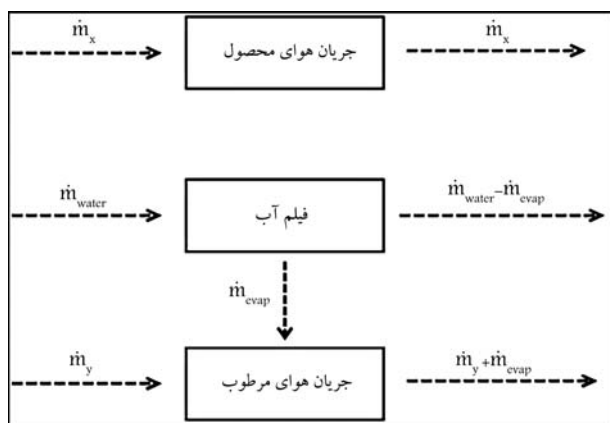 ṁx
جریان هوای محصول
ṁx
ṁwater
فیلم آب
ṁwater-ṁevap
ṁevap
ṁy
جریان هوای مرطوب
ṁy+ṁevap